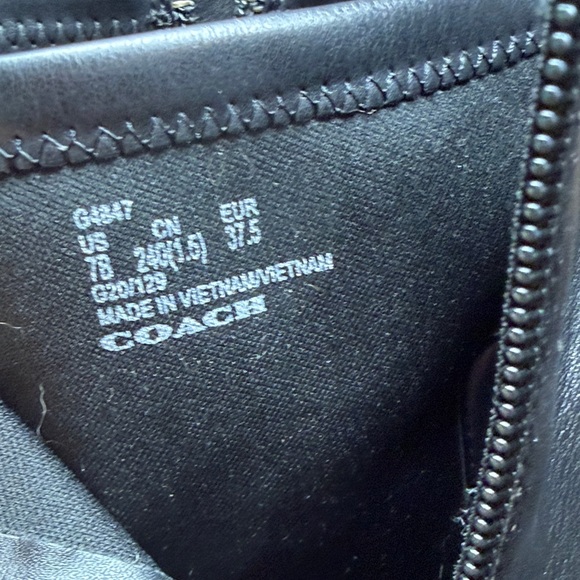 G4847
US CN EUR
7B 240(1.5) 37.5
G20/129
MADE IN VIETNAM/VIETNAM
COACH